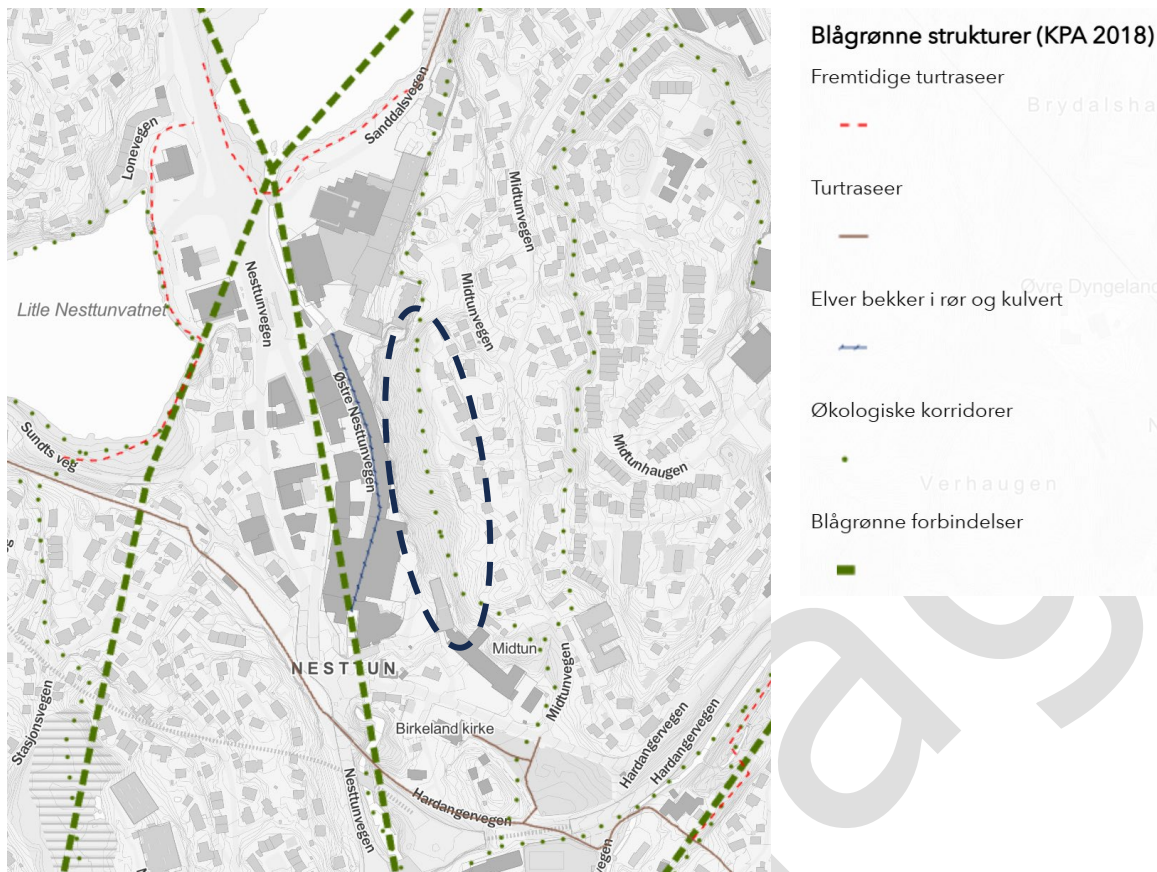 Blågrønne strukturer (KPA 2018)
Fremtidige turtraseer
Brydalsha
Turtraseer
Øvre Dyngeland
Elver bekker i rør og kulvert
Økologiske korridorer
Verhaugen
Blågrønne forbindelser
Lonevegen
Sanddalsvegen
Midtunvegen
Nesttunvegen
Midtunvegen
Litle Nesttunvatnet
Østre Nesttunvegen
Sundts veg
Midtunhaugen
Midtun
NESTTUN
Midtunvegen
Stasjonsvegen
Birkeland kirke
Hardangervegen
Hardangervegen
Nesttunvegen
Hardangervegen